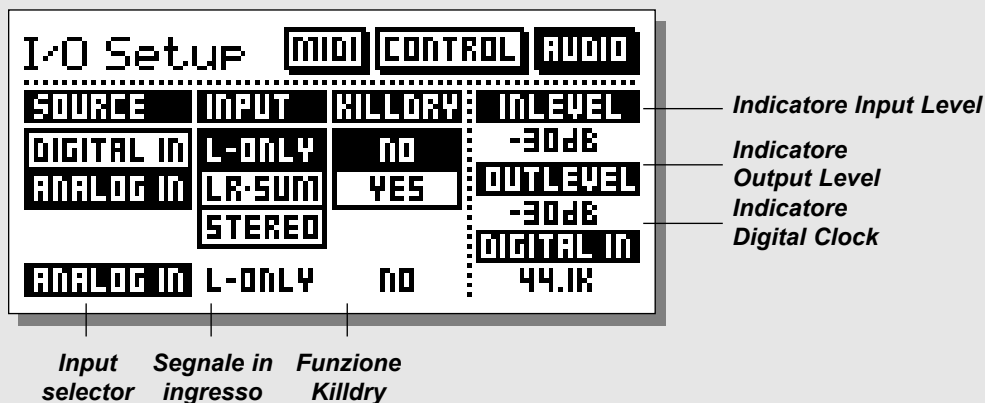 I/O Setup MIDI CONTROL AUDIO
SOURCE INPUT KILLDRY INLEVEL
DIGITAL IN L-ONLY NO -30dB
ANALOG IN LR-SUM YES OUTLEVEL
STEREO -30dB
DIGITAL IN
ANALOG IN L-ONLY NO 44.1K
Indicatore Input Level
Indicatore
Output Level
Indicatore
Digital Clock
Input
selector
Segnale in
ingresso
Funzione
Killdry